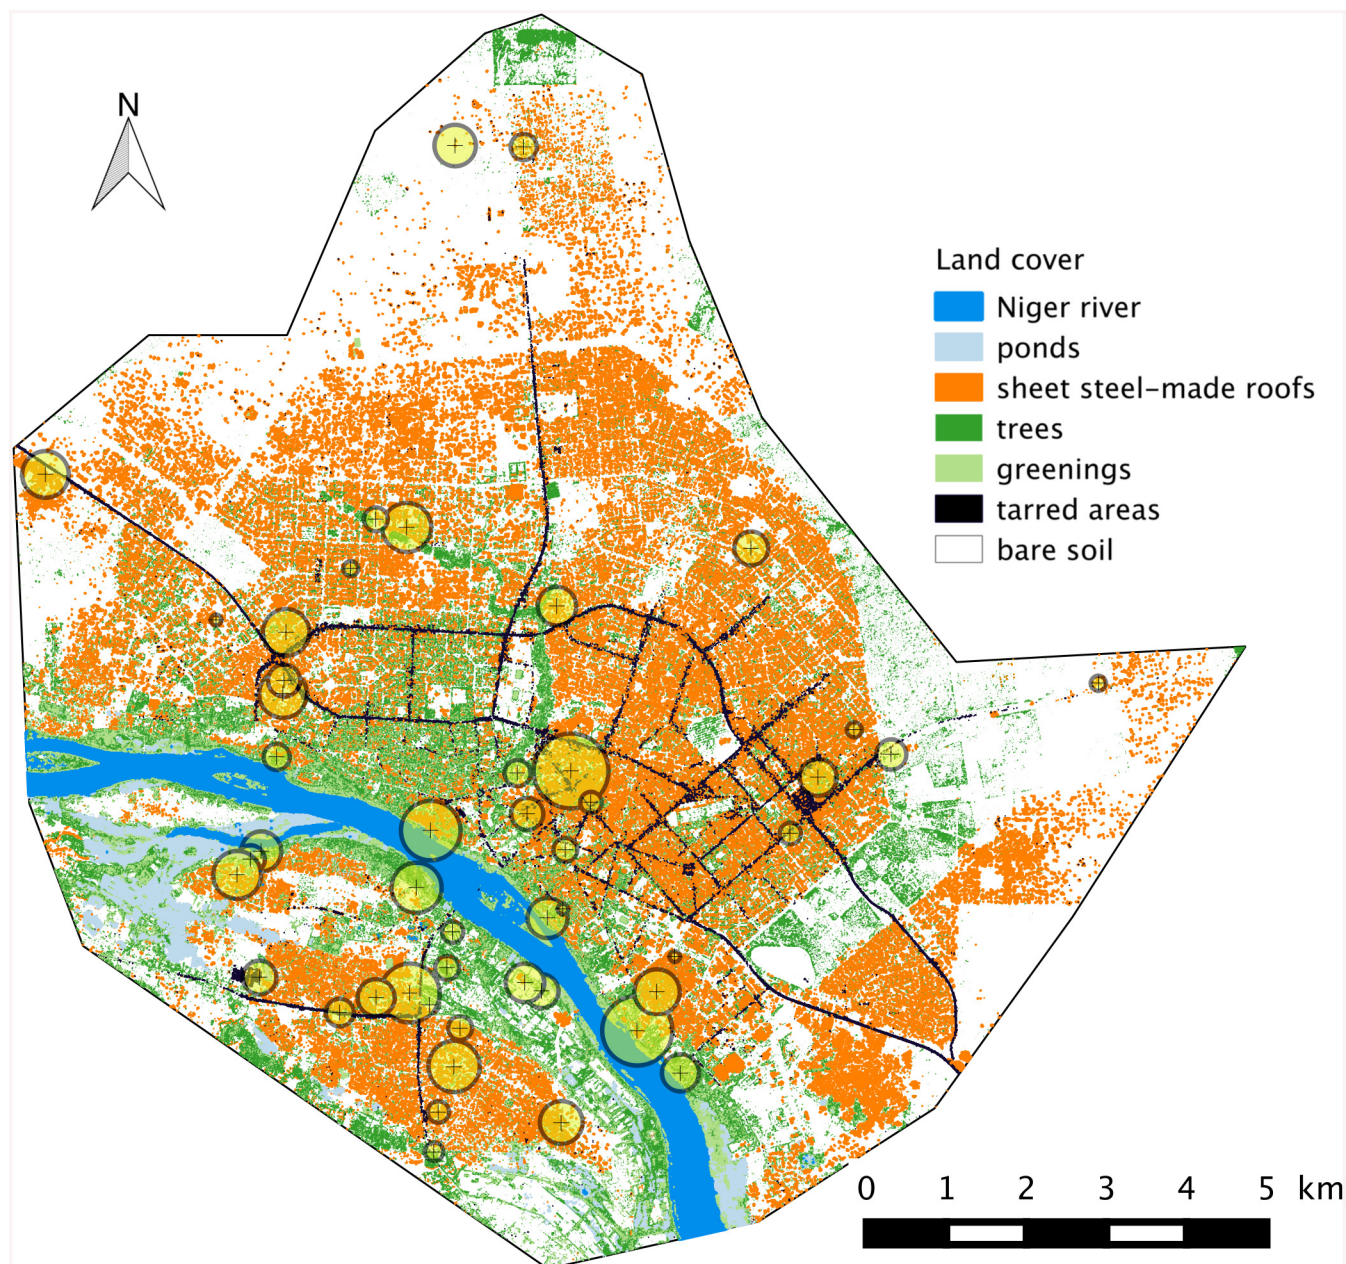 N
Land cover
Niger river
ponds
sheet steel-made roofs
trees
greenings
tarred areas
bare soil
0 1 2 3 4 5 km